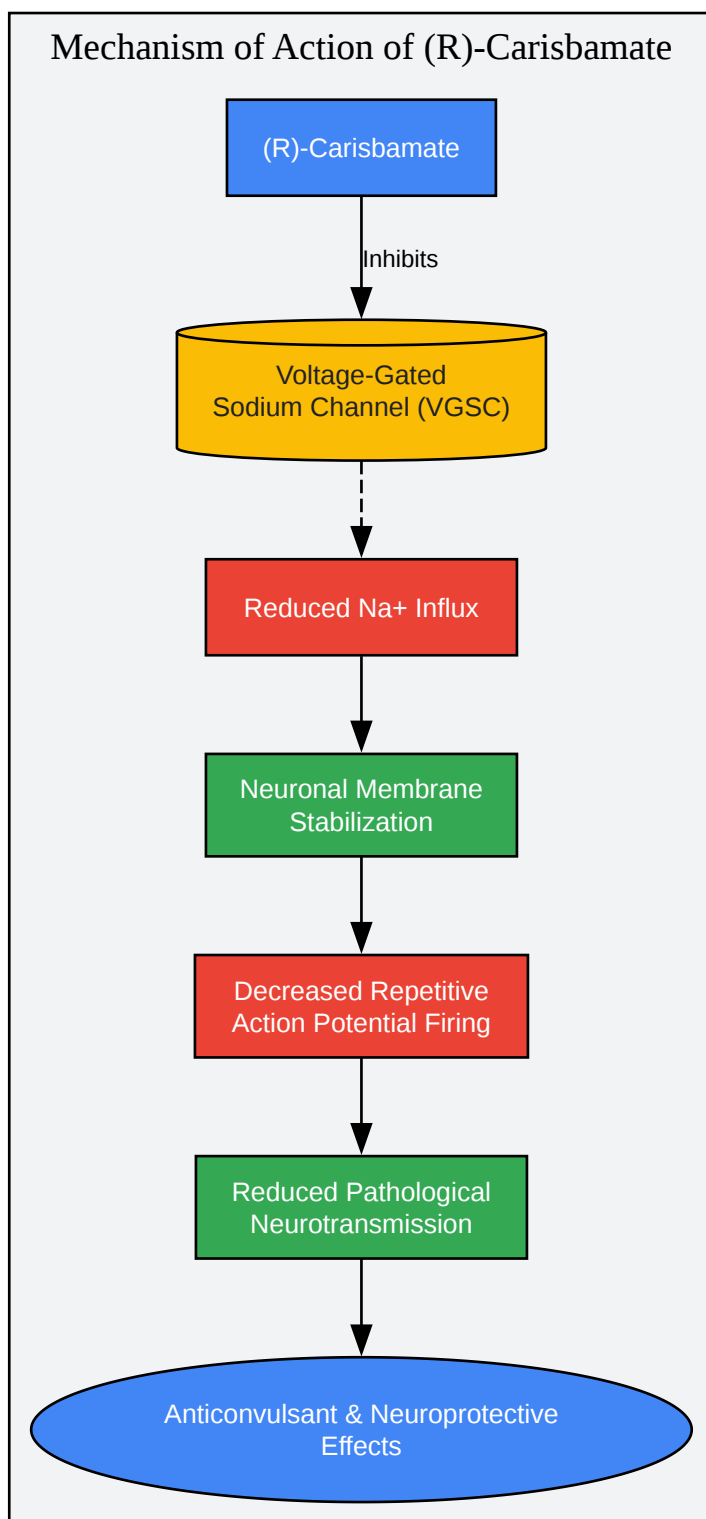 Mechanism of Action of (R)-Carisbamate
(R)-Carisbamate
Inhibits
Voltage-Gated
Sodium Channel (VGSC)
Reduced Na+ Influx
Neuronal Membrane
Stabilization
Decreased Repetitive
Action Potential Firing
Reduced Pathological
Neurotransmission
Anticonvulsant & Neuroprotective
Effects